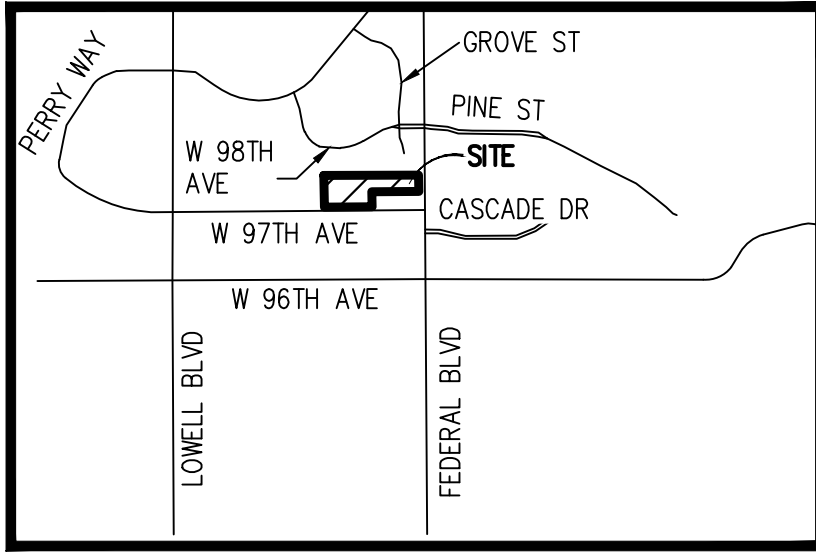 GROVE ST
PERRY WAY
PINE ST
W 98TH
AVE
SITE
CASCADE DR
W 97TH AVE
W 96TH AVE
LOWELL BLVD
FEDERAL BLVD